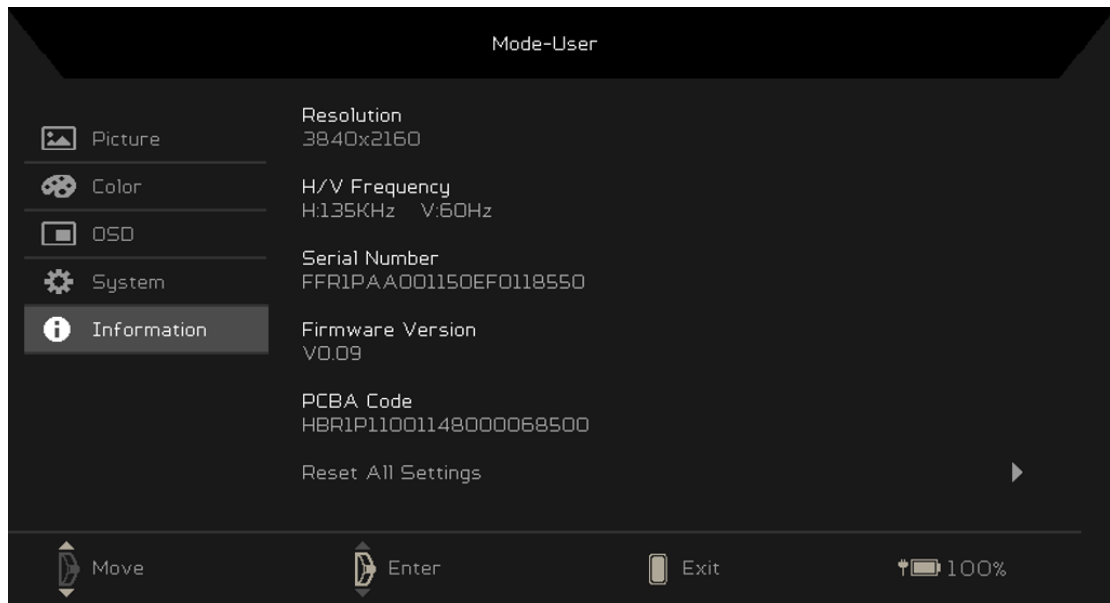 Mode-User
Picture
Color
OSD
System
Information
Resolution
3840x2160
H/V Frequency
H:135KHz V:60Hz
Serial Number
FFR1PAA001150EF0118550
Firmware Version
V0.09
PCBA Code
HBR1P11001148000068500
Reset All Settings
Move
Enter
Exit
100%